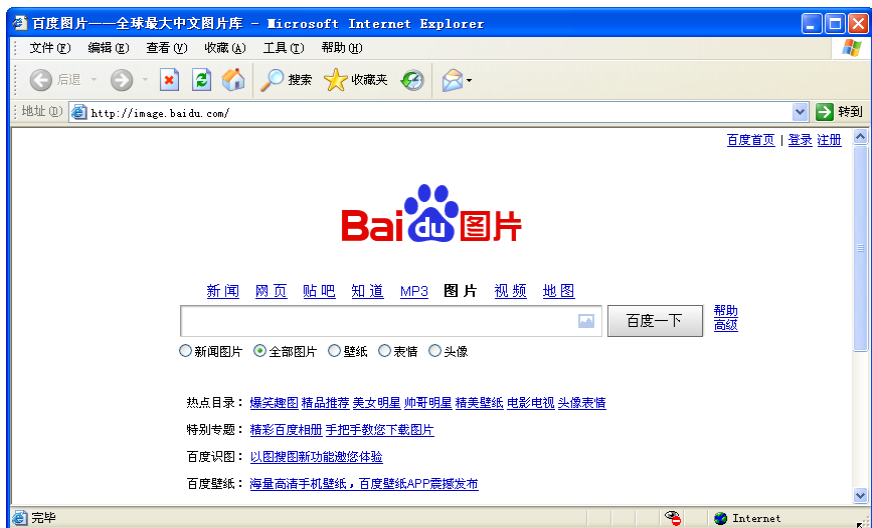 百度图片——全球最大中文图片库 - Microsoft Internet Explorer
文件(F) 编辑(E) 查看(V) 收藏(A) 工具(T) 帮助(H)
后退 搜索 收藏夹
地址(D) http://image.baidu.com/ 转到
百度首页 | 登录 注册
Bai du 图片
新闻 网页 贴吧 知道 MP3 图片 视频 地图
百度一下 帮助
高级
新闻图片 全部图片 壁纸 表情 头像
热点目录： 爆笑趣图 精品推荐 美女明星 帅哥明星 精美壁纸 电影电视 头像表情
特别专题： 精彩百度相册 手把手教您下载图片
百度识图： 以图搜图新功能邀您体验
百度壁纸： 海量高清手机壁纸，百度壁纸APP震撼发布
完毕 Internet